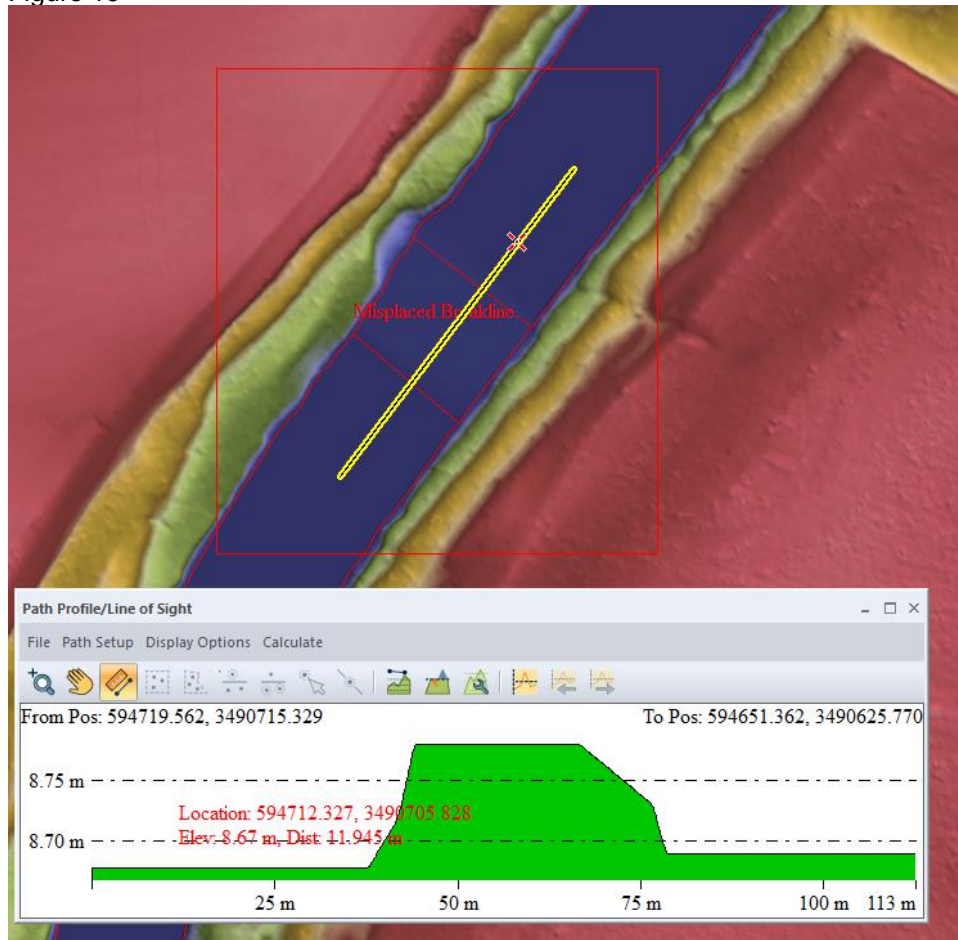 Misplaced Breakline
Path Profile/Line of Sight
File Path Setup Display Options Calculate
From Pos: 594719.562, 3490715.329 To Pos: 594651.362, 3490625.770
8.75 m
Location: 594712.327, 3490705.828
Elev: 8.67 m, Dist: 11.945 m
8.70 m
25 m 50 m 75 m 100 m 113 m